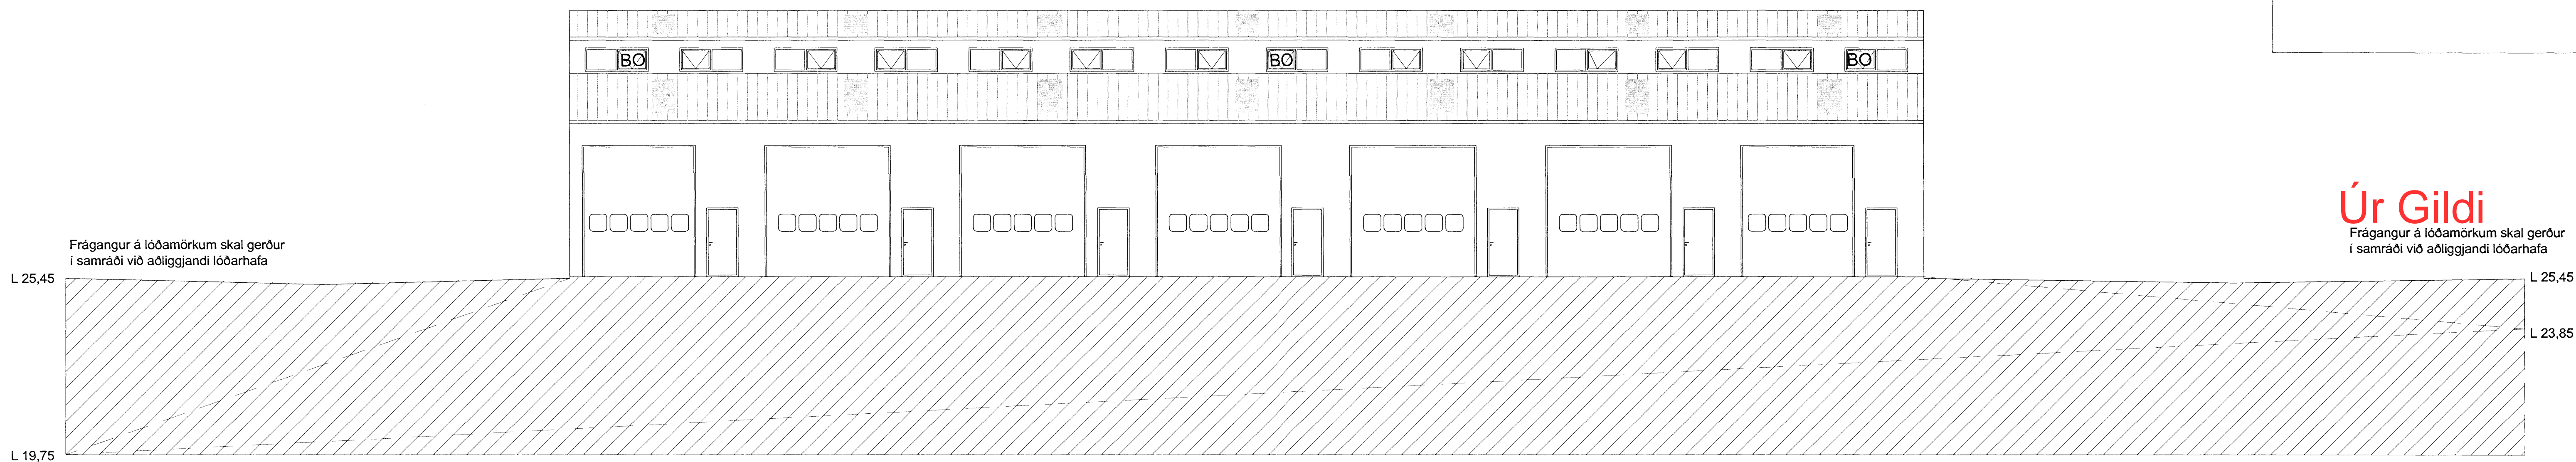 BO
BO
BO
Úr Gildi
Frágangur á lóðamörkum skal gerður
í samráði við aðliggjandi lóðarhafa
Frágangur á lóðamörkum skal gerður
í samráði við aðliggjandi lóðarhafa
L 25,45
L 25,45
L 23,85
L 19,75